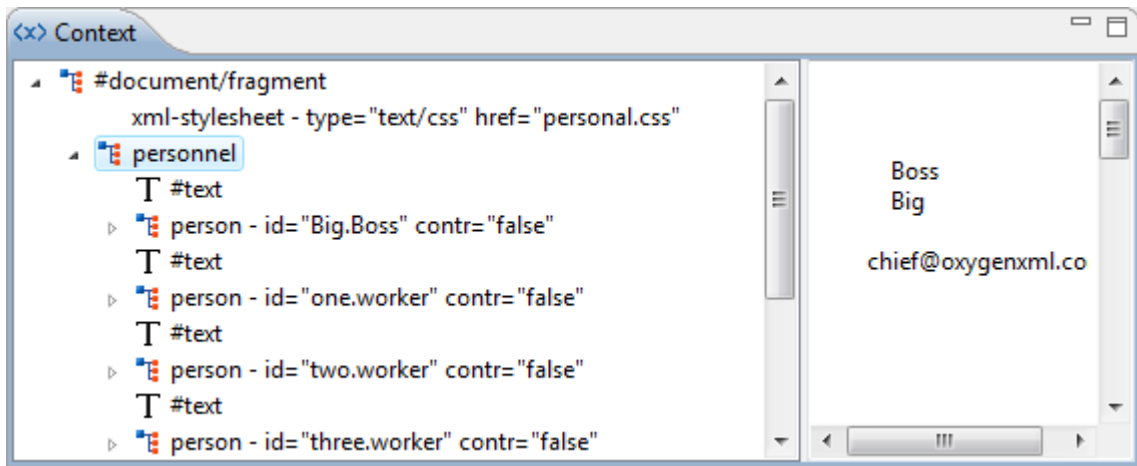 Context
#document/fragment
xml-stylesheet - type="text/css" href="personal.css"
personnel
T #text
person - id="Big.Boss" contr="false"
T #text
person - id="one.worker" contr="false"
T #text
person - id="two.worker" contr="false"
T #text
person - id="three.worker" contr="false"
Boss
Big
chief@oxygenxml.co